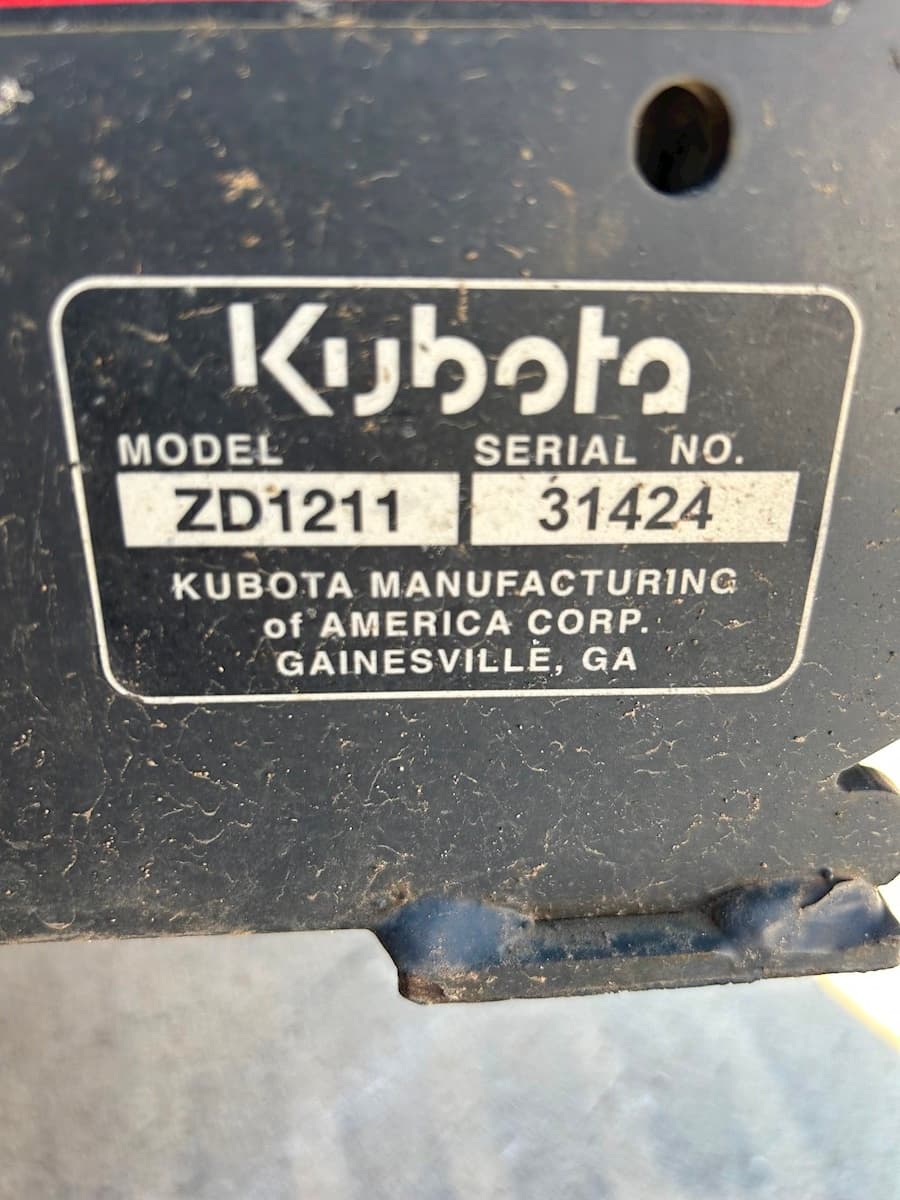 Kubota
MODEL SERIAL NO.
ZD1211 31424
KUBOTA MANUFACTURING
of AMERICA CORP.
GAINESVILLE, GA